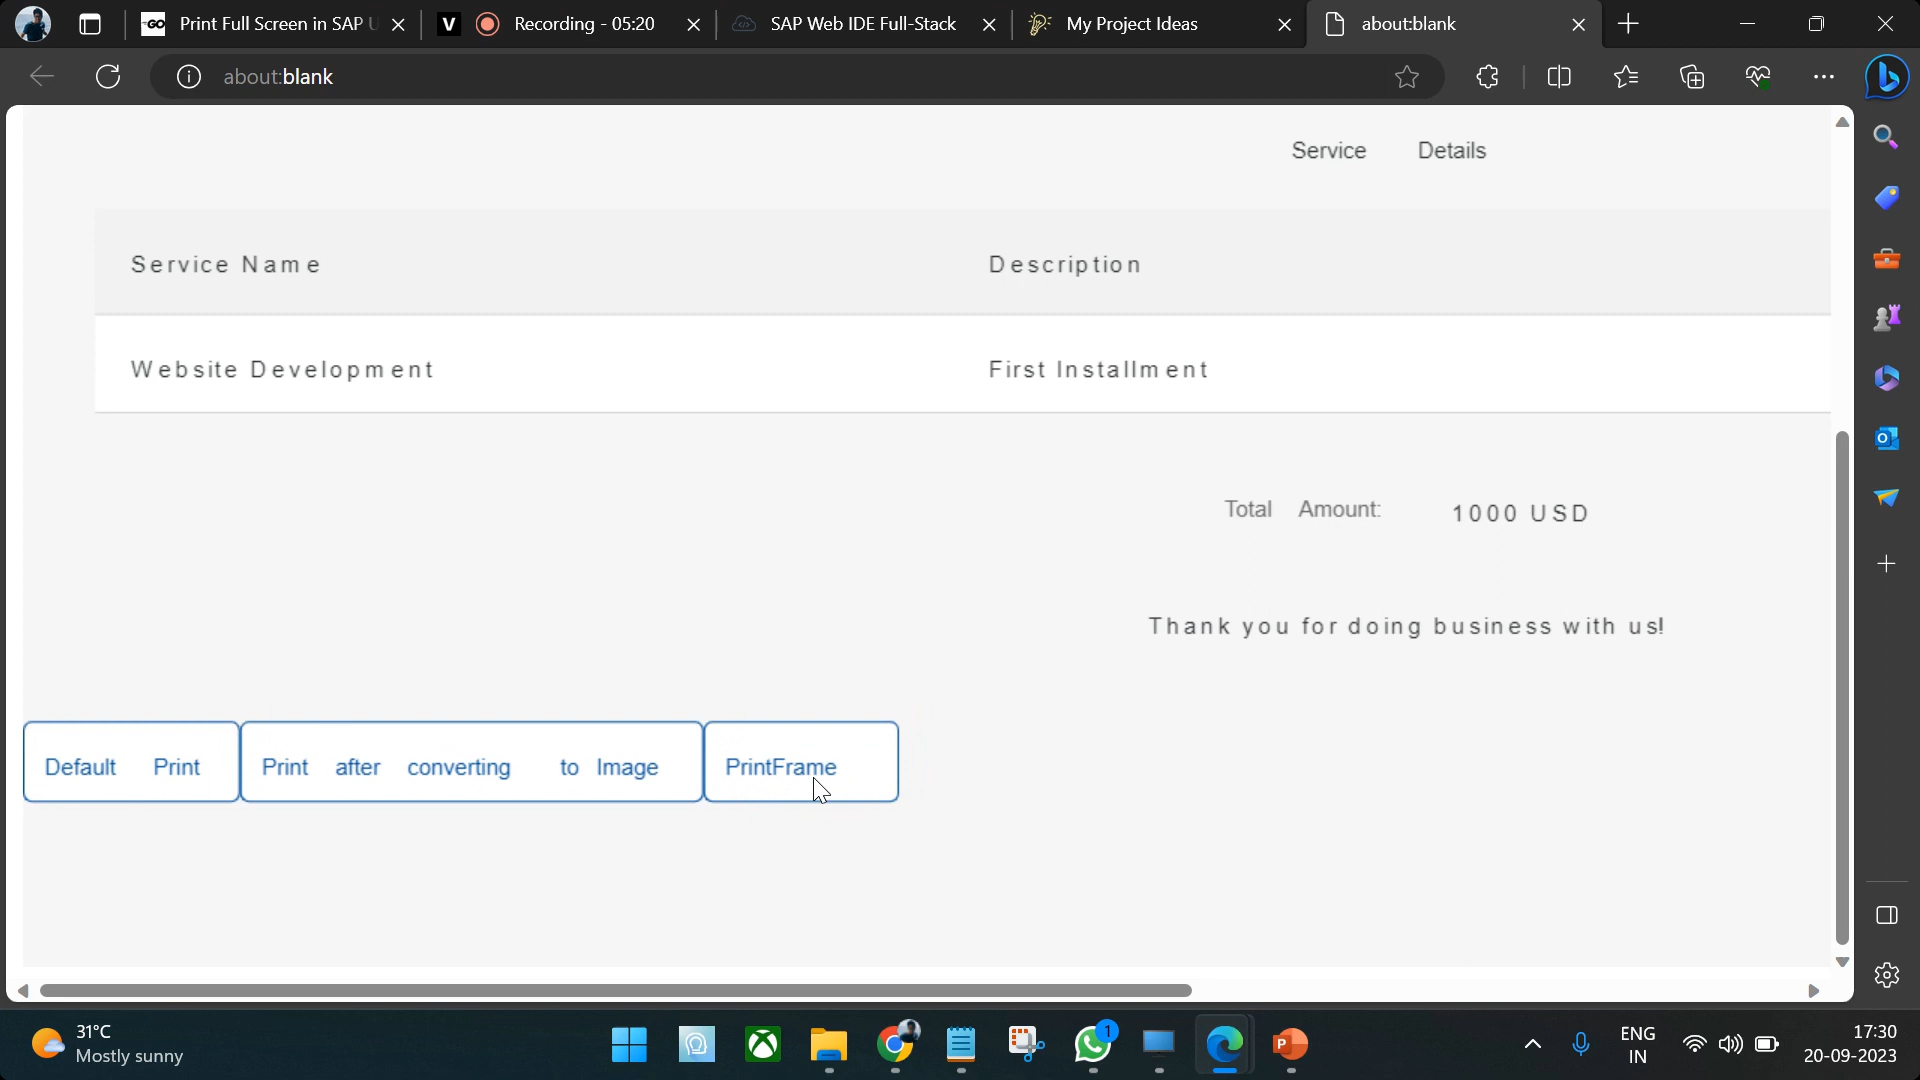 Print Full Screen in SAP U
V
Recording - 05:20
SAP Web IDE Full-Stack
My Project Ideas
about:blank
about:blank
Service Details
Service Name Description
Website Development First Installment
Total Amount: 1000 USD
Thank you for doing business with us!
Default Print
Print after converting to Image
PrintFrame
31°C
Mostly sunny
1
ENG
IN
17:30
20-09-2023